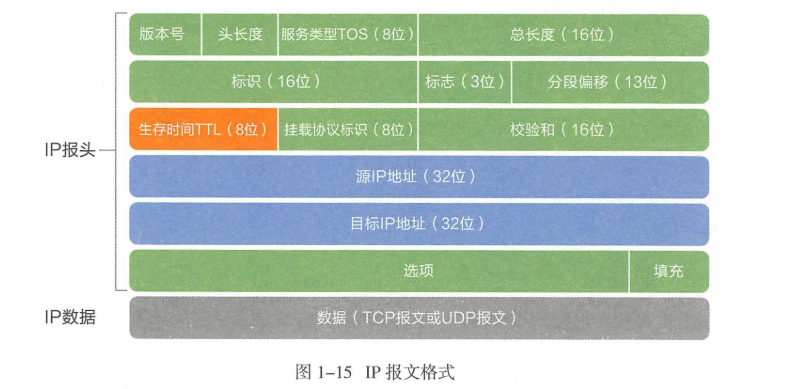 版本号 头长度 服务类型TOS（8位） 总长度（16位）
标识（16位） 标志（3位） 分段偏移（13位）
生存时间TTL（8位） 挂载协议标识（8位） 校验和（16位）
IP报头
源IP地址（32位）
目标IP地址（32位）
选项 填充
IP数据 数据（TCP报文或UDP报文）
图 1-15 IP 报文格式